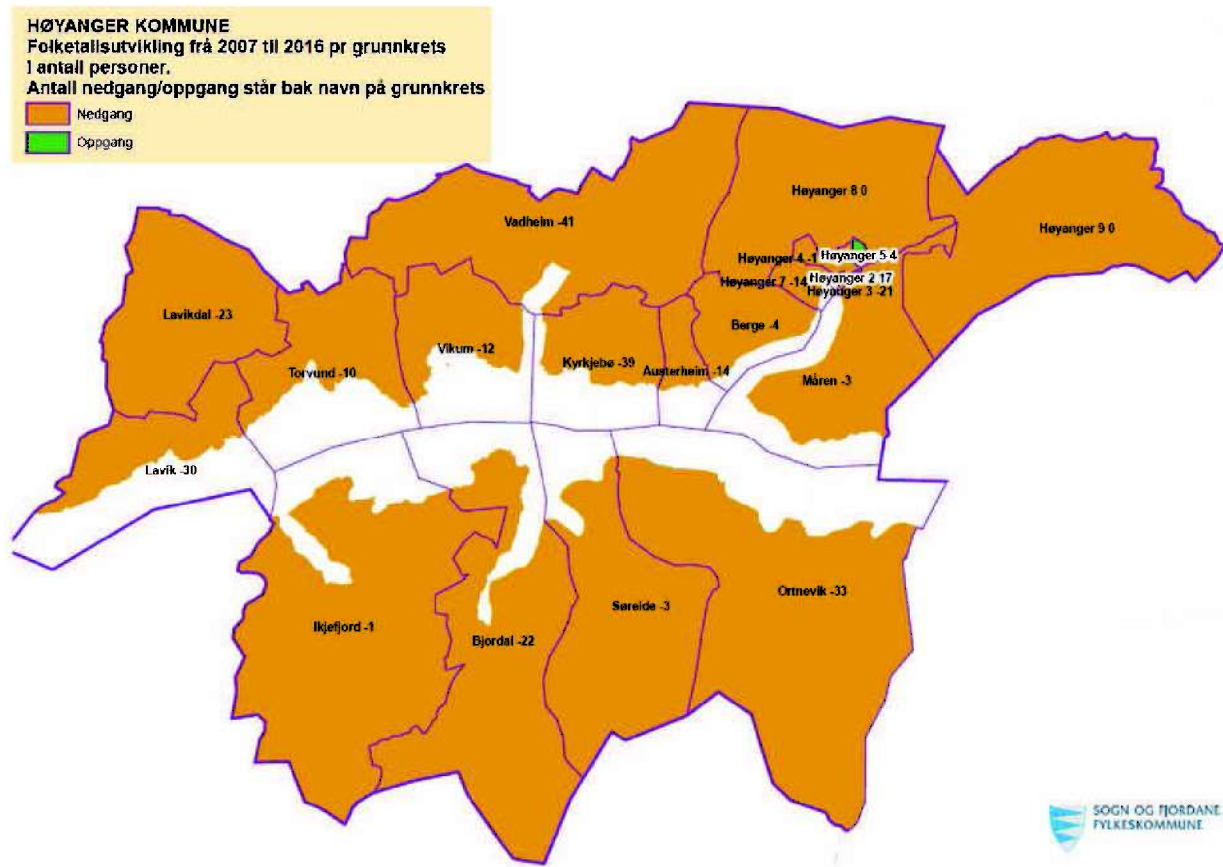 HØYANGER KOMMUNE
Folketallsutvikling frå 2007 til 2016 pr grunnkrets
I antall personer.
Antall nedgang/oppgang står bak navn på grunnkrets
Nedgang
Oppgang
Høyanger 8 0
Vadheim -41
Høyanger 9 0
Høyanger 4 -1
Høyanger 5 4
Høyanger 7 -14
Høyanger 2 17
Høyanger 3 -21
Lavikdal -23
Berge -4
Vikum -12
Kyrkjebø -39
Torvund -10
Austerheim -14
Måren -3
Lavik -30
Ortnevik -33
Søreide -3
Ikjefjord -1
Bjordal -22
SOGN OG FJORDANE
FYLKESKOMMUNE